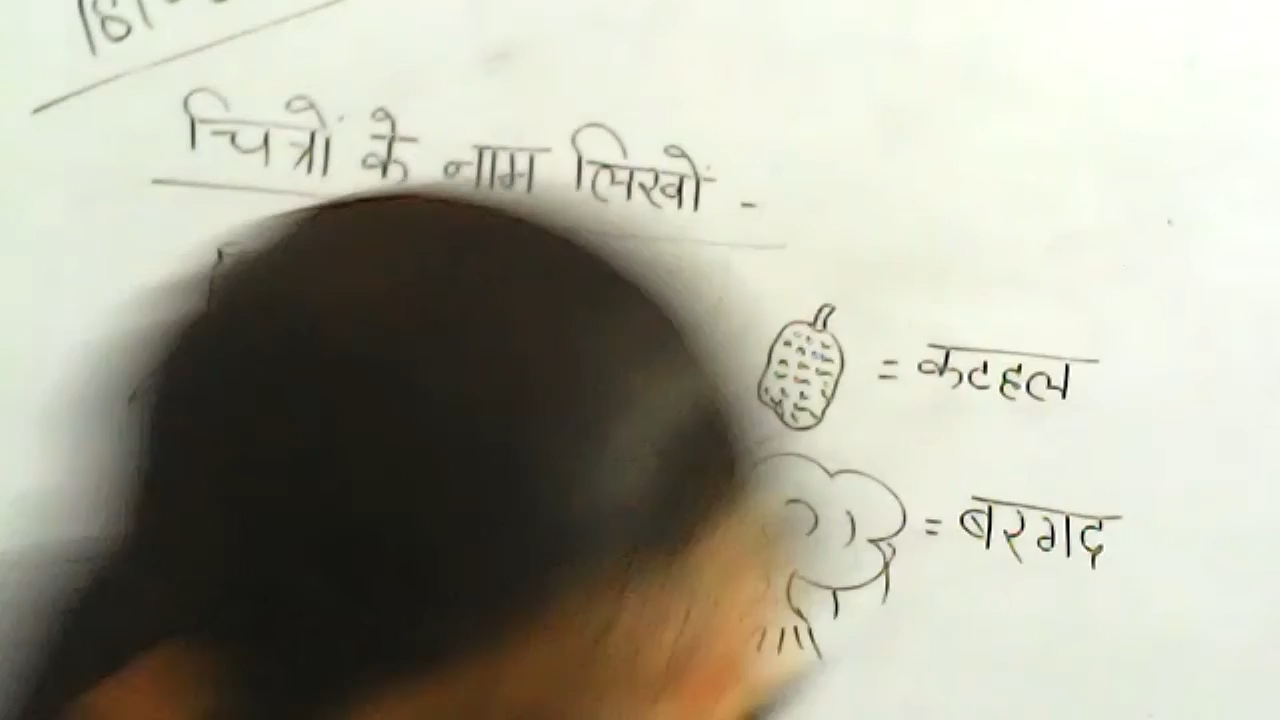 चित्रों के नाम लिखों -
= कटहल
= बरगद